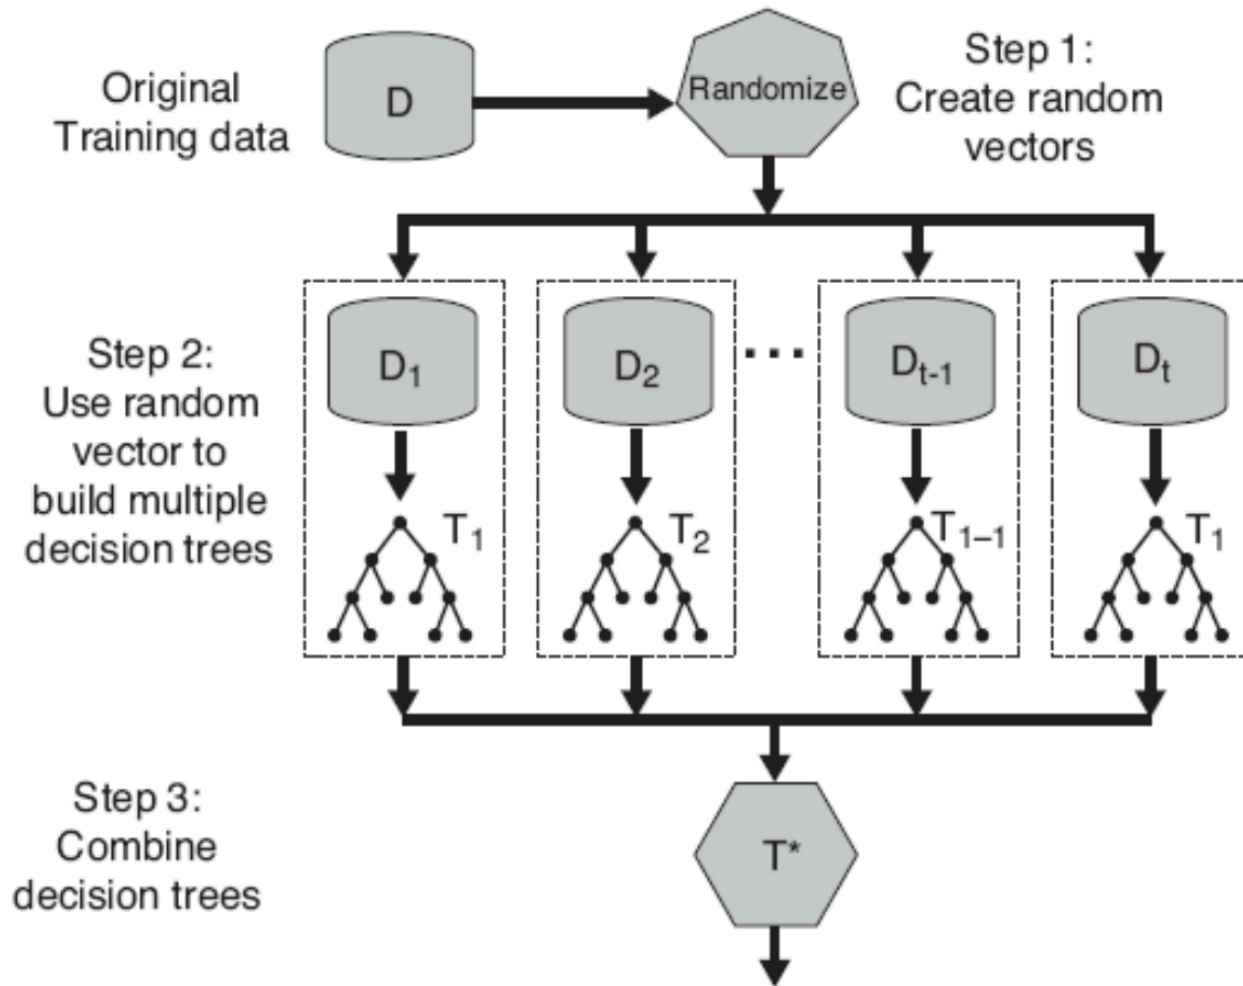 Original
Training data
D
Randomize
Step 1:
Create random
vectors
Step 2:
Use random
vector to
build multiple
decision trees
D₁
D₂
...
Dₜ₋₁
Dₜ
T₁
T₂
T₁₋₁
T₁
Step 3:
Combine
decision trees
T*